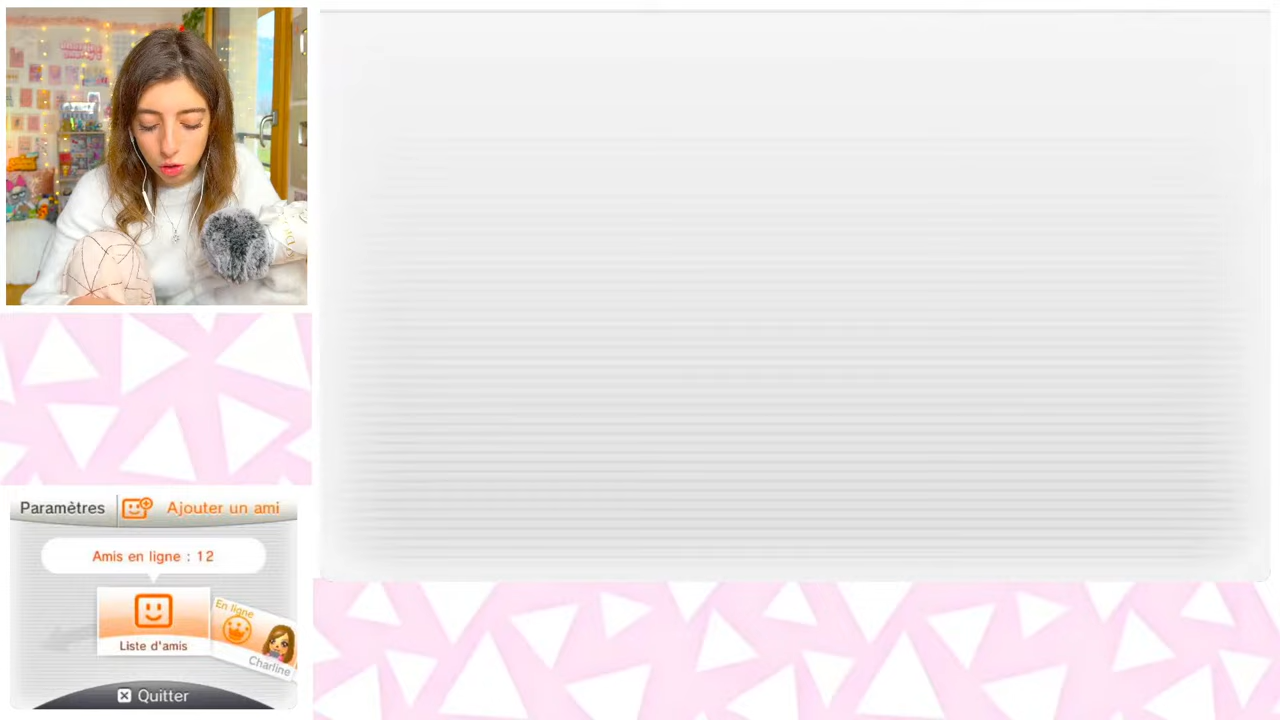 Paramètres
Ajouter un ami
Amis en ligne : 12
Liste d'amis
En ligne
Charline
Quitter